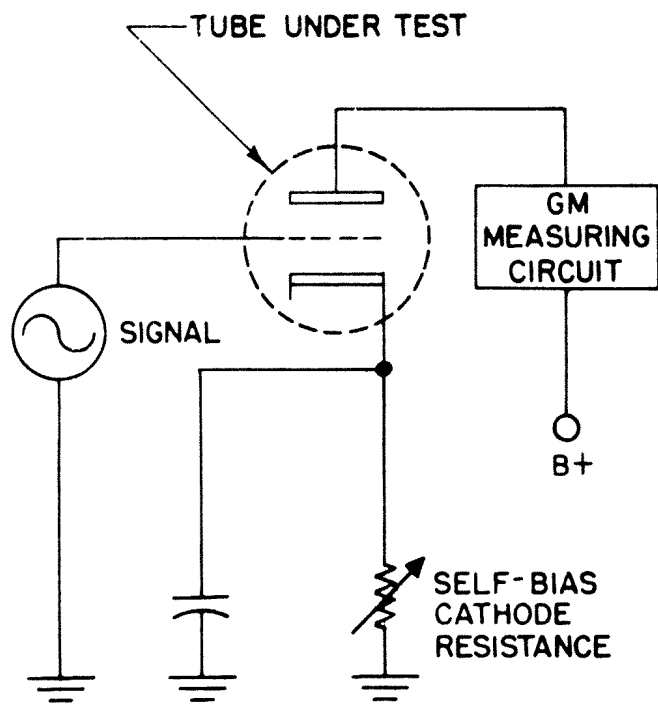 TUBE UNDER TEST
GM
MEASURING
CIRCUIT
SIGNAL
B+
SELF-BIAS
CATHODE
RESISTANCE